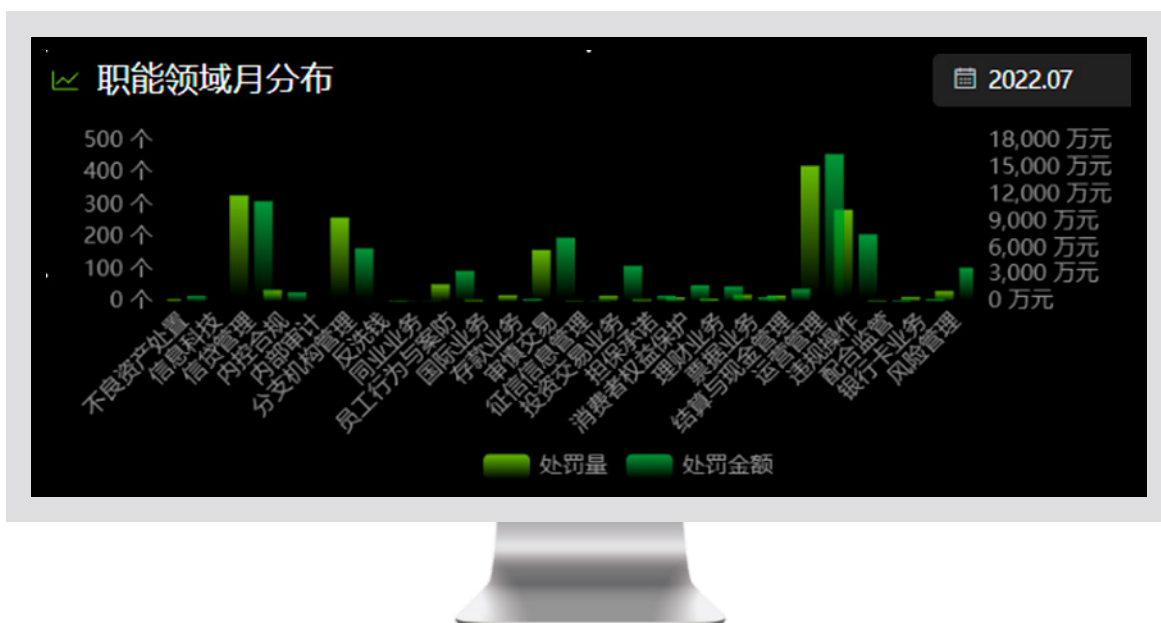 职能领域月分布
2022.07
500 个
400 个
300 个
200 个
100 个
0 个
18,000 万元
15,000 万元
12,000 万元
9,000 万元
6,000 万元
3,000 万元
0 万元
不良资产处置
信息科技
信贷管理
内控合规
内部审计
分支机构管理
反洗钱
同业业务
员工行为与案防
国际业务
存款业务
审慎交易
征信信息管理
投资交易业务
担保承诺
消费者权益保护
理财业务
票据业务
结算与现金管理
运营管理
违规操作
配合监管
银行卡业务
风险管理
处罚量
处罚金额